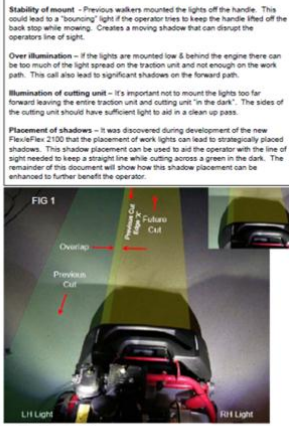 Stability of mount - Previous walkers mounted the lights off the handle. This
could lead to a "bouncing" light if the operator tries to keep the handle lifted off the
back stop while mowing. Creates a moving shadow that can disrupt the
operators line of sight.
Over illumination – If the lights are mounted low & behind the engine there can
be too much of the light spread on the traction unit and not enough on the work
path. This call also lead to significant shadows on the forward path.
Illumination of cutting unit – It's important not to mount the lights too far
forward leaving the entire traction unit and cutting unit "in the dark". The sides of
the cutting unit should have sufficient light to aid in a clean up pass.
Placement of shadows – It was discovered during development of the new
Flex/eFlex 2100 that the placement of work lights can lead to strategically placed
shadows. This shadow placement can be used to aid the operator with the line of
sight needed to keep a straight line while cutting across a green in the dark. The
remainder of this document will show how this shadow placement can be
enhanced to further benefit the operator.
FIG 1
Previous Cut
Edge "A"
Future
Cut
Overlap
Previous
Cut
LH Light
RH Light